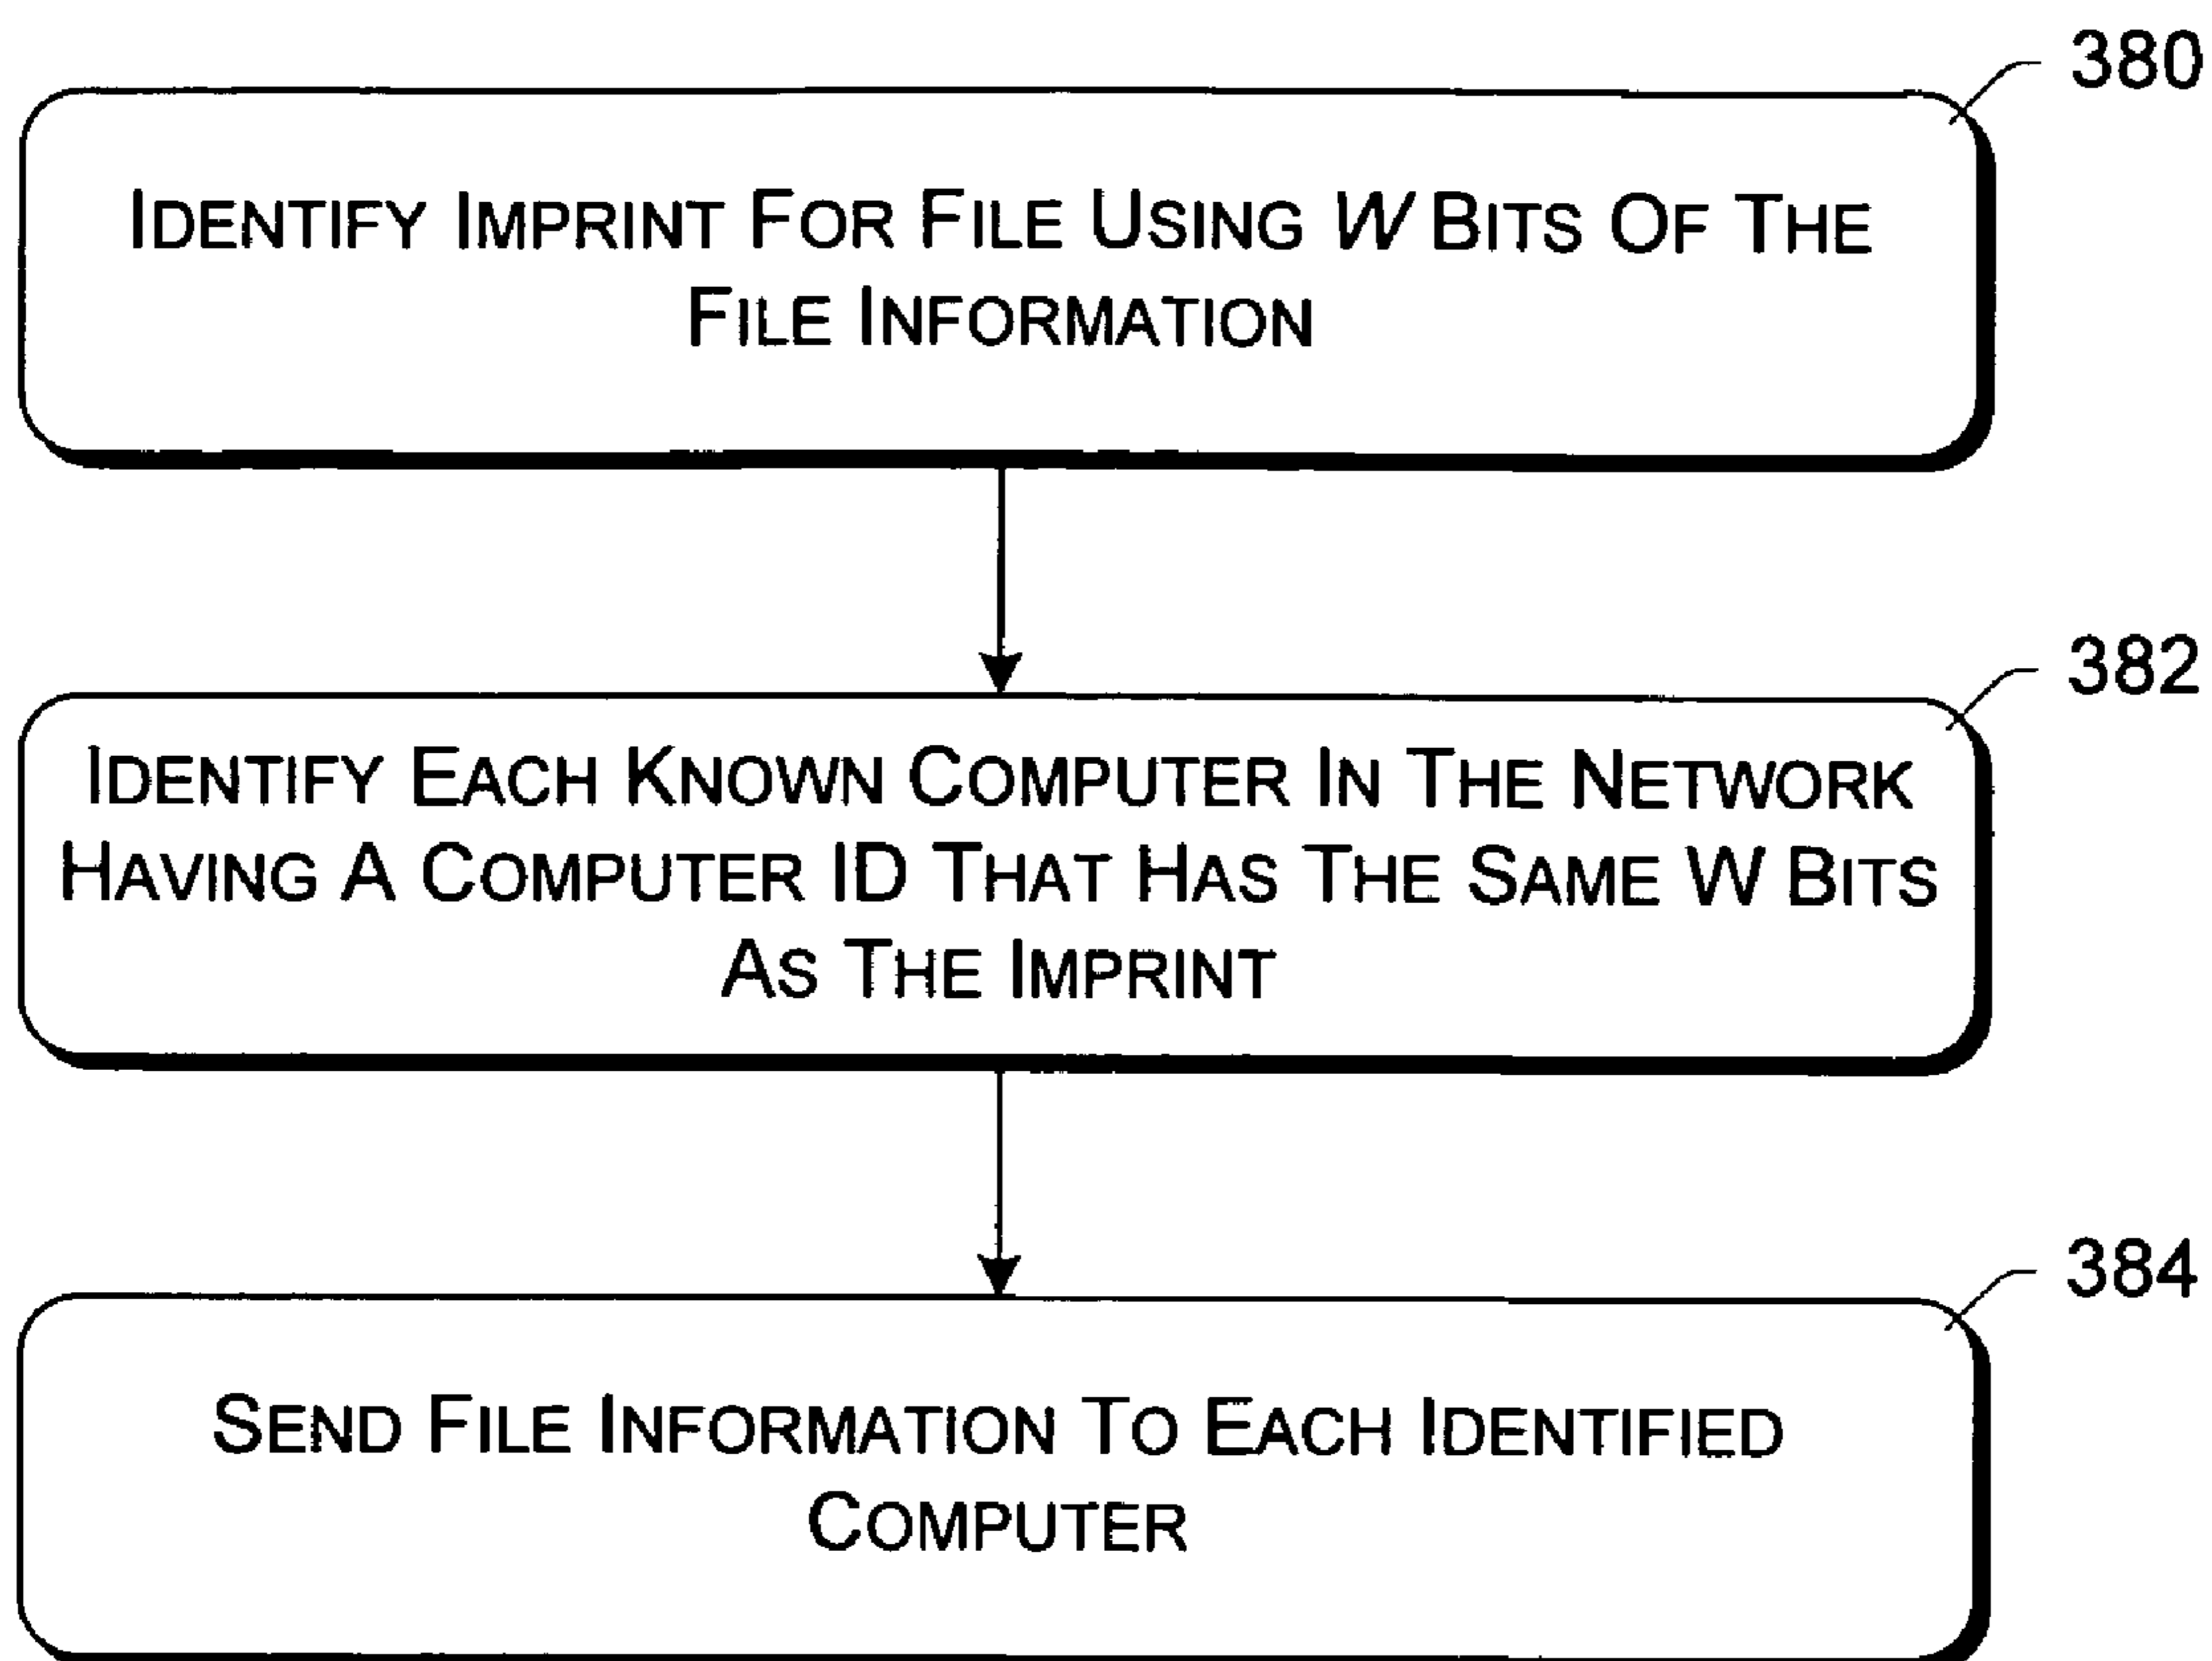 380
IDENTIFY IMPRINT FOR FILE USING W BITS OF THE
FILE INFORMATION
382
IDENTIFY EACH KNOWN COMPUTER IN THE NETWORK
HAVING A COMPUTER ID THAT HAS THE SAME W BITS
AS THE IMPRINT
384
SEND FILE INFORMATION TO EACH IDENTIFIED
COMPUTER